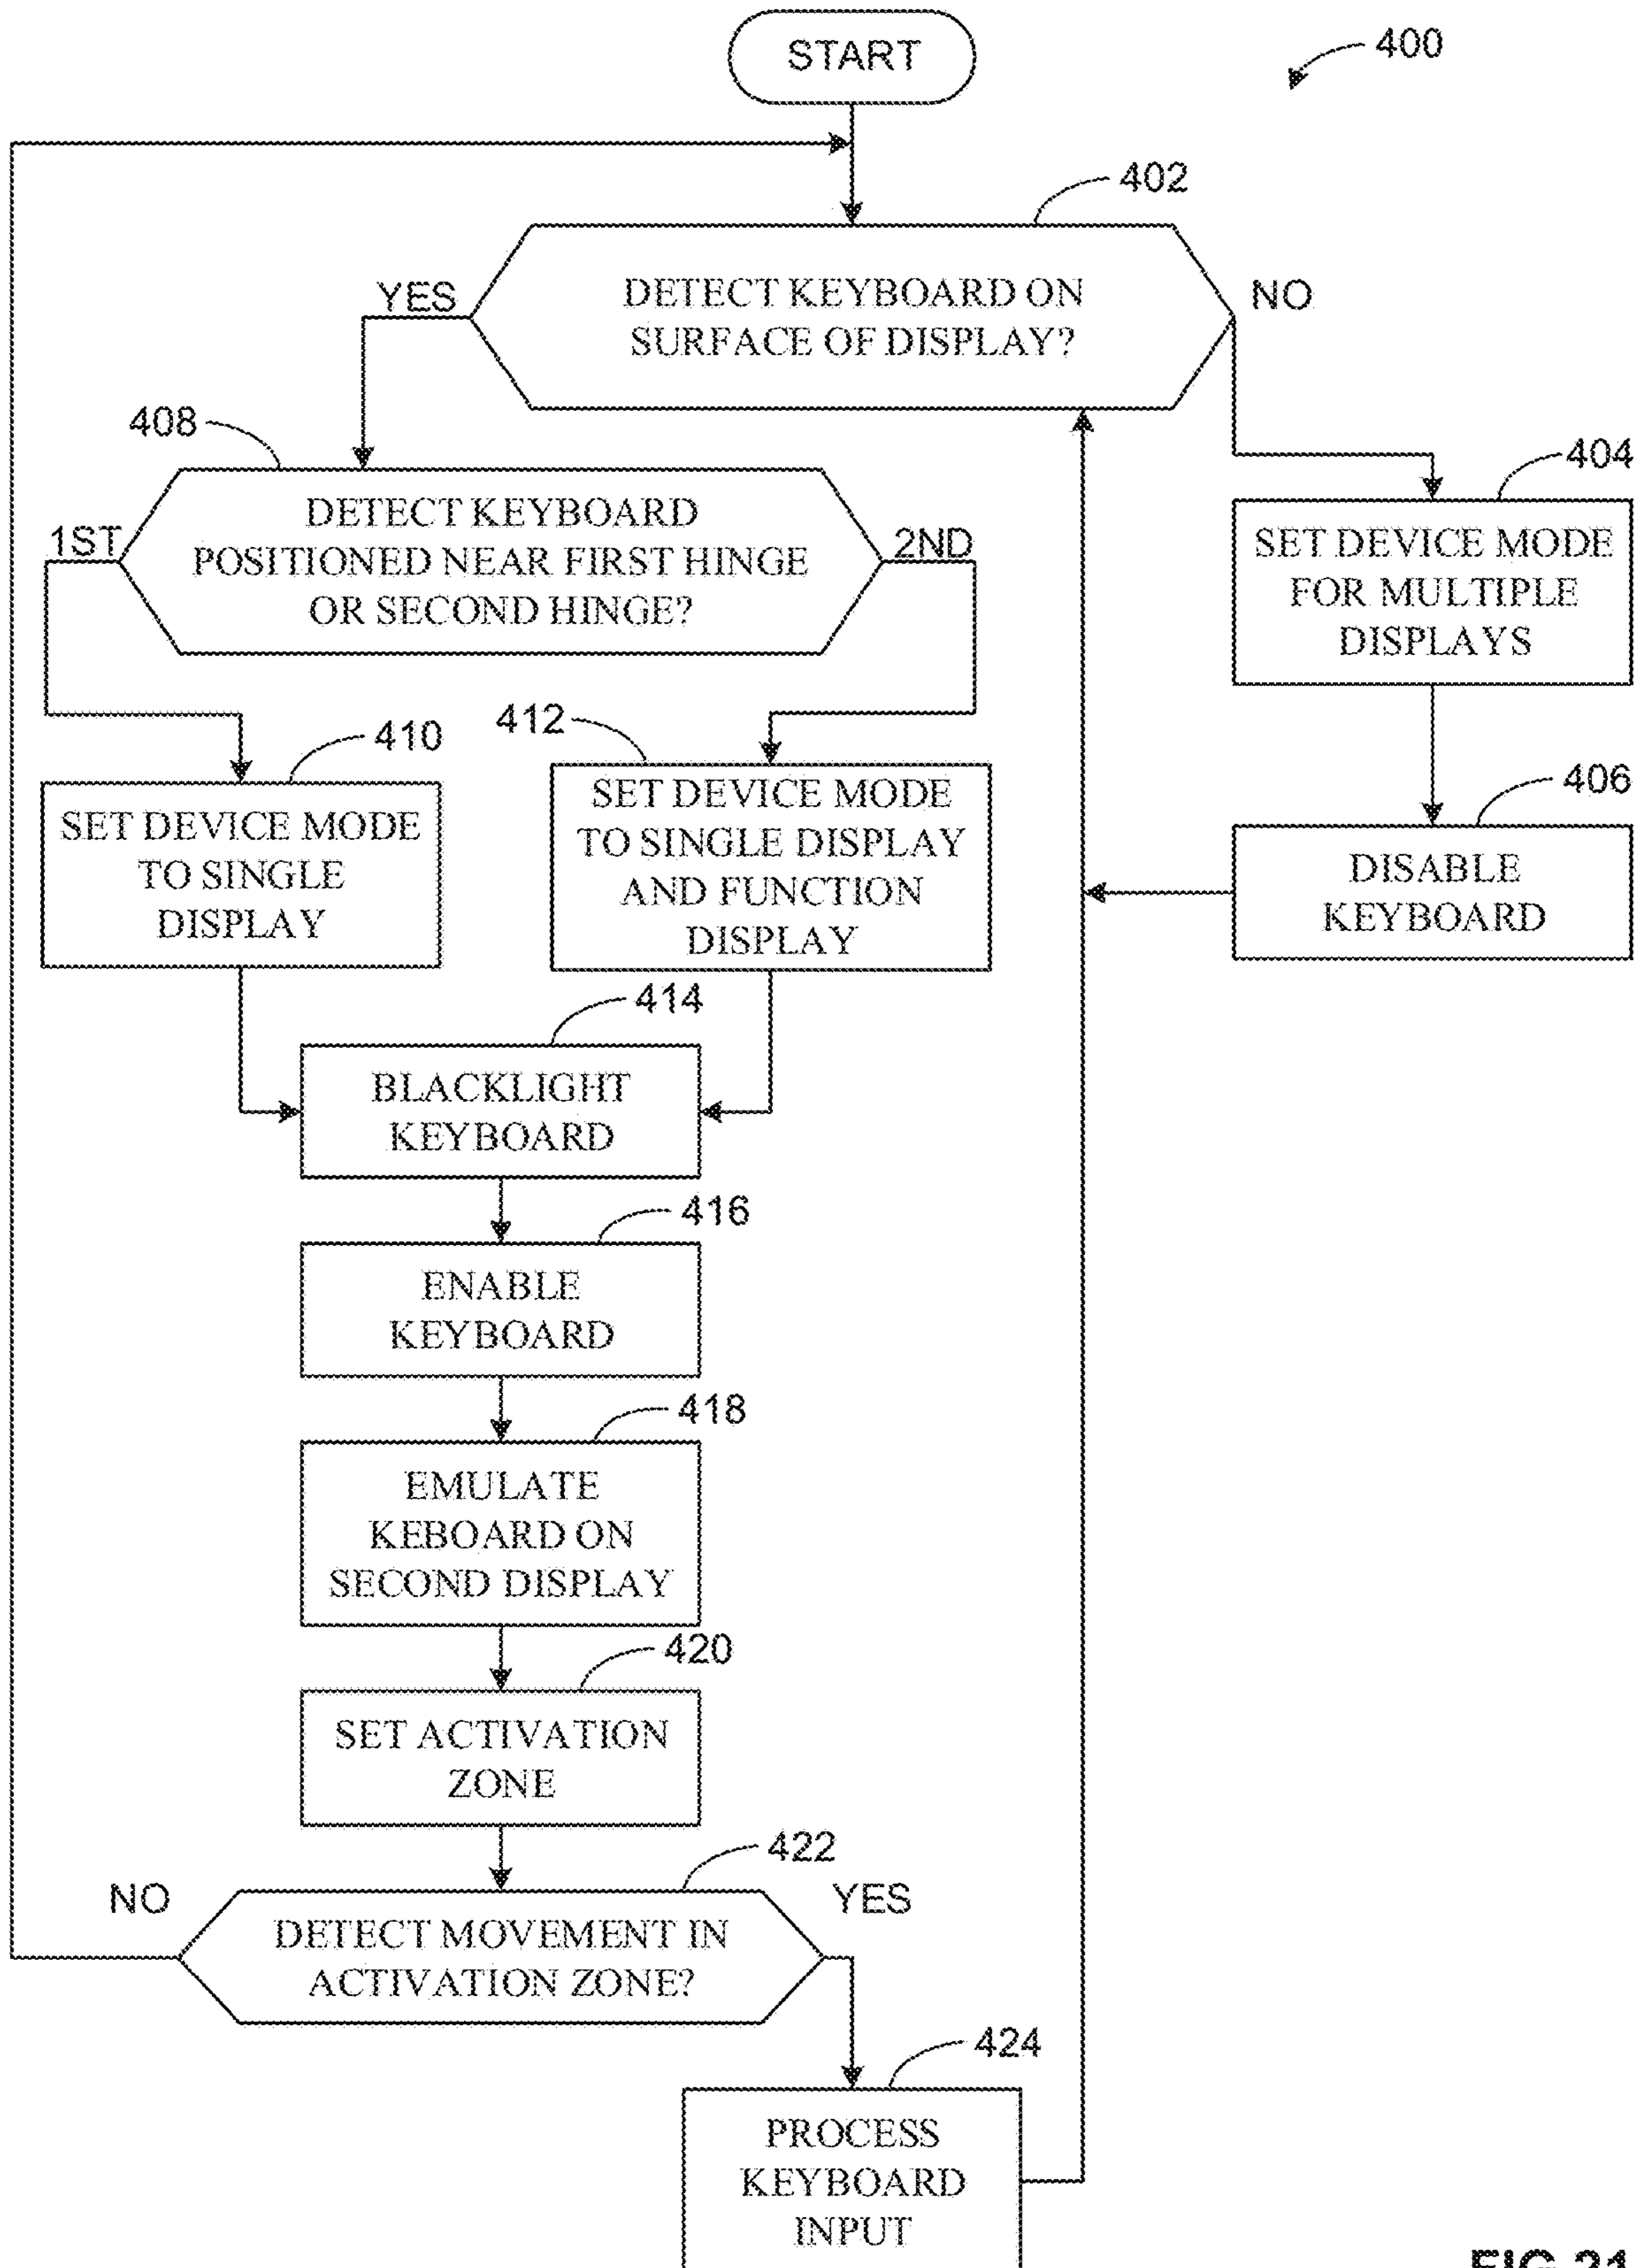 START
400
402
YES
DETECT KEYBOARD ON
SURFACE OF DISPLAY?
NO
408
404
1ST
DETECT KEYBOARD
POSITIONED NEAR FIRST HINGE
OR SECOND HINGE?
2ND
SET DEVICE MODE
FOR MULTIPLE
DISPLAYS
410
412
406
SET DEVICE MODE
TO SINGLE
DISPLAY
SET DEVICE MODE
TO SINGLE DISPLAY
AND FUNCTION
DISPLAY
DISABLE
KEYBOARD
414
BLACKLIGHT
KEYBOARD
416
ENABLE
KEYBOARD
418
EMULATE
KEBOARD ON
SECOND DISPLAY
420
SET ACTIVATION
ZONE
422
NO
YES
DETECT MOVEMENT IN
ACTIVATION ZONE?
424
PROCESS
KEYBOARD
INPUT
FIG.21